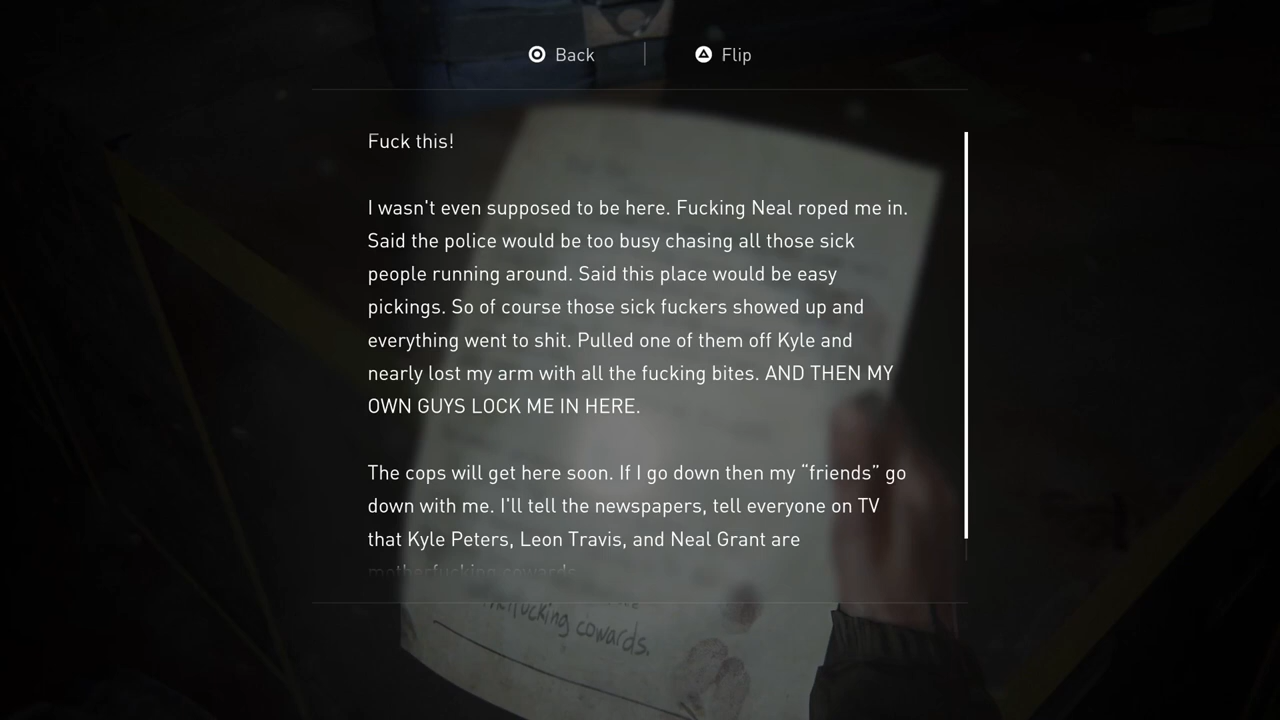 Back
Flip
Fuck this!
I wasn't even supposed to be here. Fucking Neal roped me in.
Said the police would be too busy chasing all those sick
people running around. Said this place would be easy
pickings. So of course those sick fuckers showed up and
everything went to shit. Pulled one of them off Kyle and
nearly lost my arm with all the fucking bites. AND THEN MY
OWN GUYS LOCK ME IN HERE.
The cops will get here soon. If I go down then my “friends” go
down with me. I'll tell the newspapers, tell everyone on TV
that Kyle Peters, Leon Travis, and Neal Grant are
motherfucking cowards.
cowards.